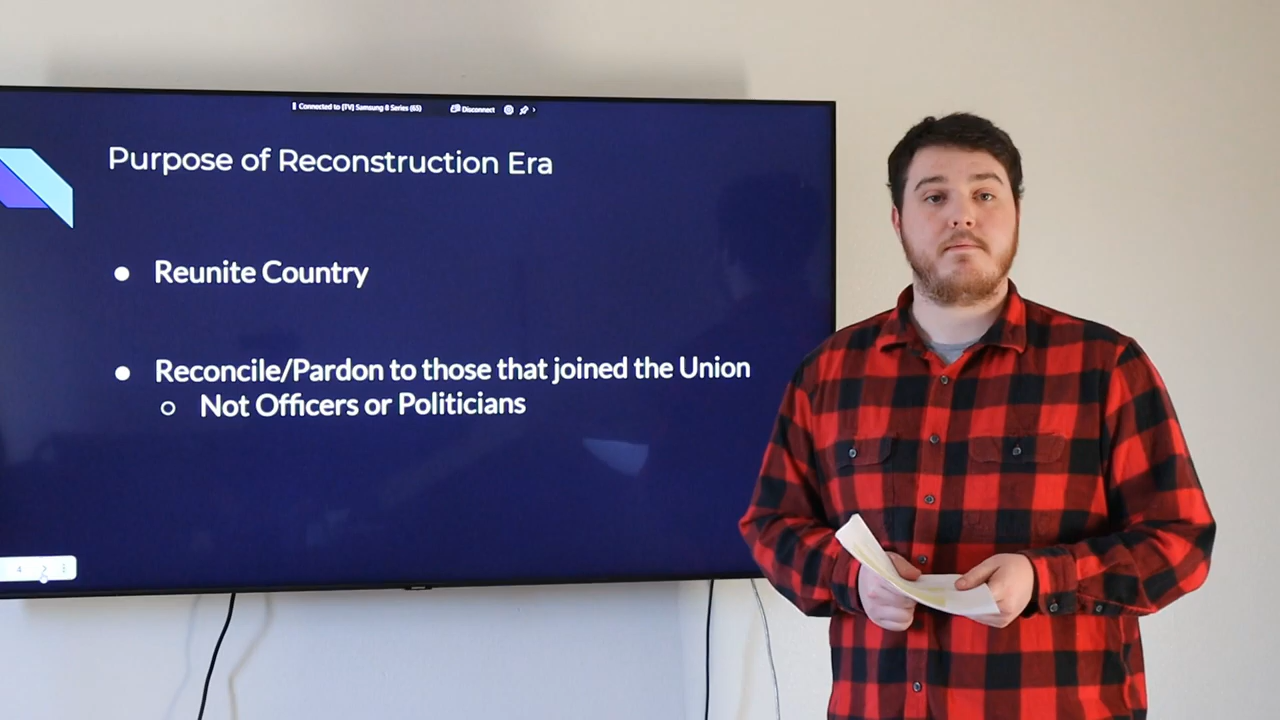 Connected to [TV] Samsung 8 Series (65) Disconnect
Purpose of Reconstruction Era
Reunite Country
Reconcile/Pardon to those that joined the Union
Not Officers or Politicians
4